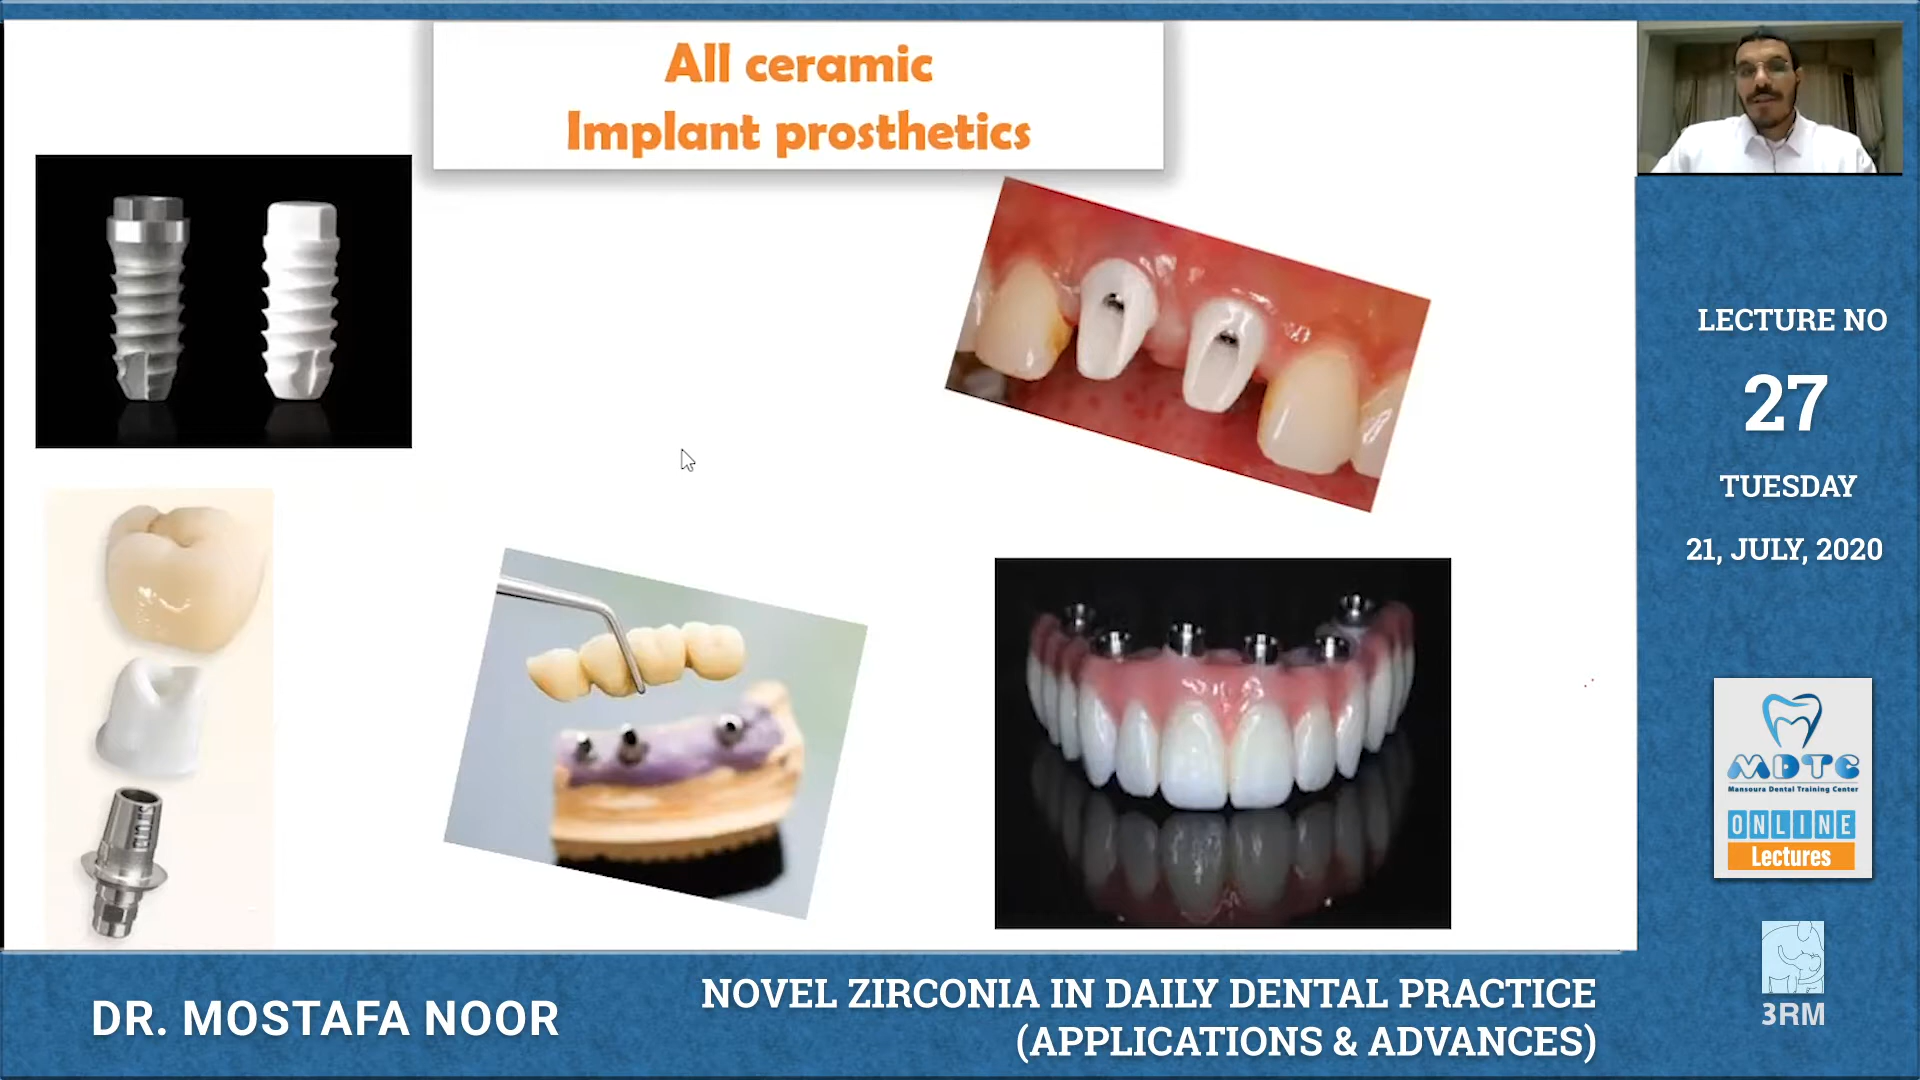 All ceramic
Implant prosthetics
LECTURE NO
27
TUESDAY
21, JULY, 2020
MDTC
Mansoura Dental Training Center
ONLINE
Lectures
3RM
DR. MOSTAFA NOOR
NOVEL ZIRCONIA IN DAILY DENTAL PRACTICE
(APPLICATIONS & ADVANCES)